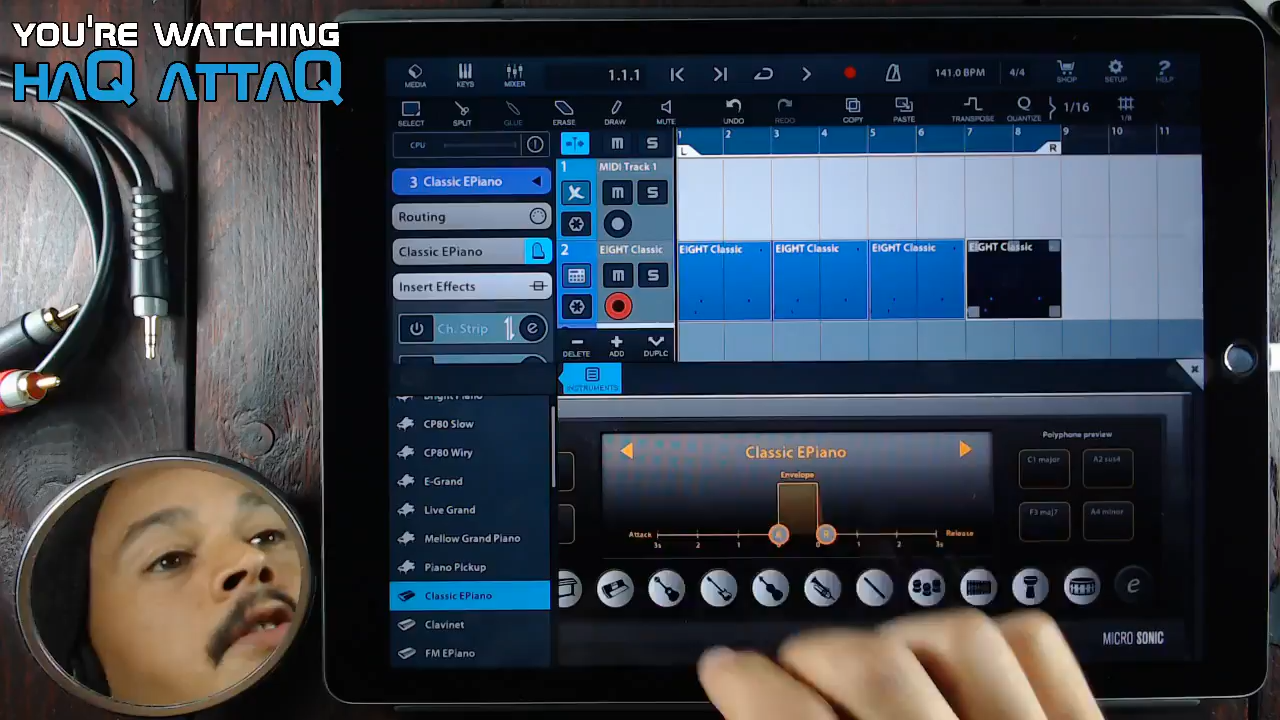 YOU'RE WATCHING
HAQ ATTAQ
MEDIA
KEYS
MIXER
1.1.1
141.0 BPM
4/4
SHOP
SETUP
HELP
SELECT
SPLIT
GLUE
ERASE
DRAW
MUTE
UNDO
REDO
COPY
PASTE
TRANSPOSE
QUANTIZE
1/16
1/8
CPU
M
S
1 2 3 4 5 6 7 8 9 10 11
L
R
3 Classic EPiano
1
MIDI Track 1
M
S
Routing
Classic EPiano
2
EIGHT Classic
M
S
EIGHT Classic
EIGHT Classic
EIGHT Classic
EIGHT Classic
Insert Effects
Ch. Strip
e
DELETE
ADD
DUPLC
INSTRUMENTS
Bright Piano
CP80 Slow
CP80 Wiry
E-Grand
Live Grand
Mellow Grand Piano
Piano Pickup
Classic EPiano
Clavinet
FM EPiano
Classic EPiano
Envelope
Attack
3s 2 1 0
A
R
0 1 2 3s
Release
Polyphone preview
C1 major
A2 sus4
F3 maj7
A4 minor
e
MICRO SONIC